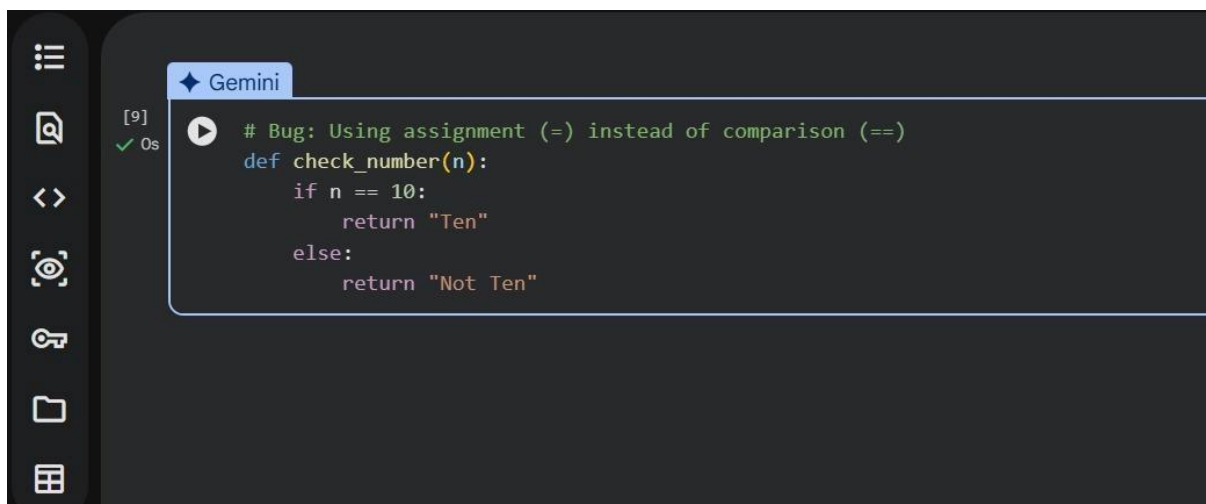 Gemini
[9]
0s
# Bug: Using assignment (=) instead of comparison (==)
def check_number(n):
    if n == 10:
        return "Ten"
    else:
        return "Not Ten"